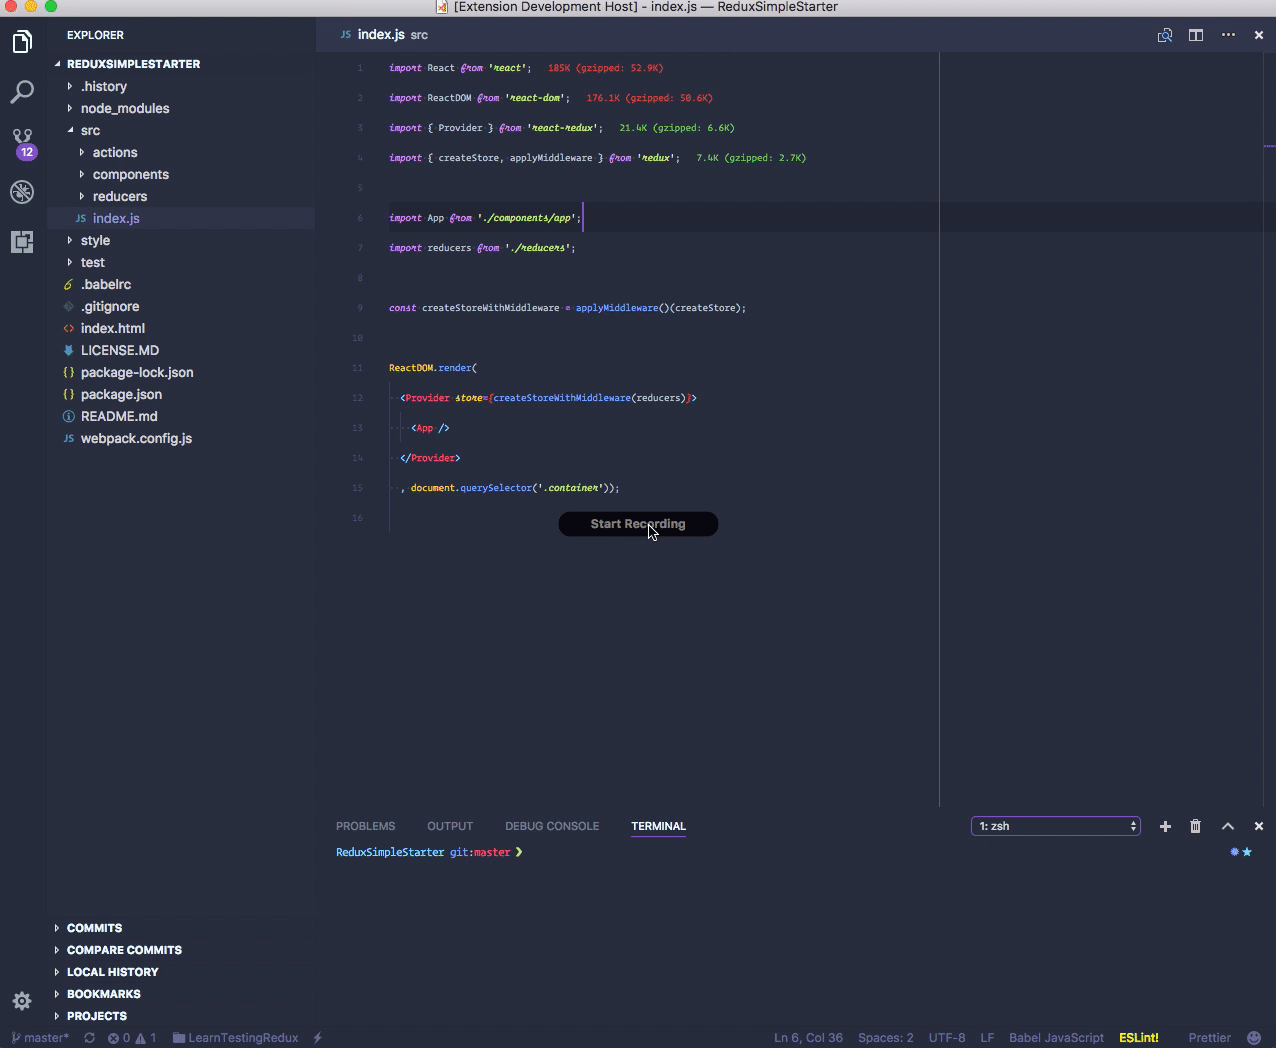 [Extension Development Host] - index.js — ReduxSimpleStarter
EXPLORER
REDUXSIMPLESTARTER
.history
node_modules
src
actions
components
reducers
JS index.js
style
test
.babelrc
.gitignore
<> index.html
LICENSE.MD
{} package-lock.json
{} package.json
README.md
JS webpack.config.js
12
COMMITS
COMPARE COMMITS
LOCAL HISTORY
BOOKMARKS
PROJECTS
JS index.js src
1 import React from 'react'; 185K (gzipped: 52.9K)
2 import ReactDOM from 'react-dom'; 176.1K (gzipped: 50.6K)
3 import { Provider } from 'react-redux'; 21.4K (gzipped: 6.6K)
4 import { createStore, applyMiddleware } from 'redux'; 7.4K (gzipped: 2.7K)
5
6 import App from './components/app';
7 import reducers from './reducers';
8
9 const createStoreWithMiddleware = applyMiddleware()(createStore);
10
11 ReactDOM.render(
12 <Provider store={createStoreWithMiddleware(reducers)}>
13 <App />
14 </Provider>
15 , document.querySelector('.container'));
16
Start Recording
PROBLEMS OUTPUT DEBUG CONSOLE TERMINAL 1: zsh
ReduxSimpleStarter git:master ❯
master* 0 1 LearnTestingRedux Ln 6, Col 36 Spaces: 2 UTF-8 LF Babel JavaScript ESLint! Prettier